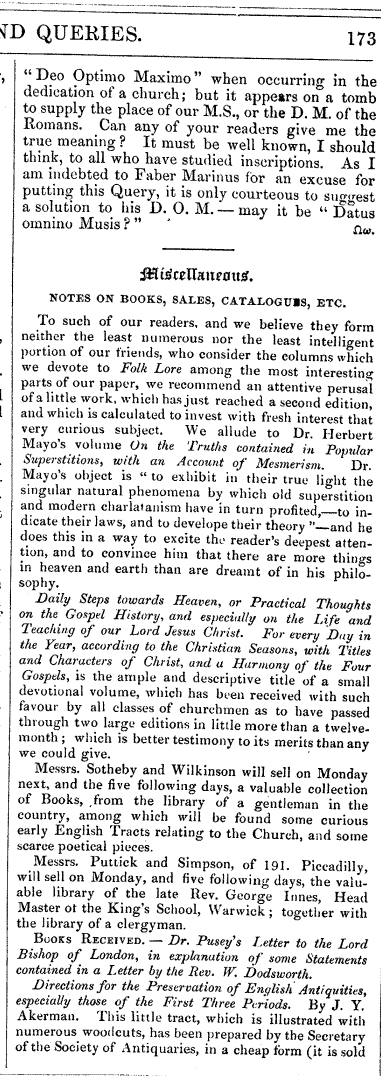 ND QUERIES. 173
"Deo Optimo Maximo" when occurring in the
dedication of a church; but it appears on a tomb
to supply the place of our M.S., or the D. M. of the
Romans. Can any of your readers give me the
true meaning? It must be well known, I should
think, to all who have studied inscriptions. As I
am indebted to Faber Marinus for an excuse for
putting this Query, it is only courteous to suggest
a solution to his D. O. M. — may it be "Datus
omnino Musis?" Ωω.
Miscellaneous.
NOTES ON BOOKS, SALES, CATALOGUES, ETC.
To such of our readers, and we believe they form
neither the least numerous nor the least intelligent
portion of our friends, who consider the columns which
we devote to Folk Lore among the most interesting
parts of our paper, we recommend an attentive perusal
of a little work, which has just reached a second edition,
and which is calculated to invest with fresh interest that
very curious subject. We allude to Dr. Herbert
Mayo's volume On the Truths contained in Popular
Superstitions, with an Account of Mesmerism. Dr.
Mayo's object is "to exhibit in their true light the
singular natural phenomena by which old superstition
and modern charlatanism have in turn profited,—to in-
dicate their laws, and to develope their theory"—and he
does this in a way to excite the reader's deepest atten-
tion, and to convince him that there are more things
in heaven and earth than are dreamt of in his philo-
sophy.
Daily Steps towards Heaven, or Practical Thoughts
on the Gospel History, and especially on the Life and
Teaching of our Lord Jesus Christ. For every Day in
the Year, according to the Christian Seasons, with Titles
and Characters of Christ, and a Harmony of the Four
Gospels, is the ample and descriptive title of a small
devotional volume, which has been received with such
favour by all classes of churchmen as to have passed
through two large editions in little more than a twelve-
month; which is better testimony to its merits than any
we could give.
Messrs. Sotheby and Wilkinson will sell on Monday
next, and the five following days, a valuable collection
of Books, from the library of a gentleman in the
country, among which will be found some curious
early English Tracts relating to the Church, and some
scarce poetical pieces.
Messrs. Puttick and Simpson, of 191. Piccadilly,
will sell on Monday, and five following days, the valu-
able library of the late Rev. George Innes, Head
Master of the King's School, Warwick; together with
the library of a clergyman.
BOOKS RECEIVED. — Dr. Pusey's Letter to the Lord
Bishop of London, in explanation of some Statements
contained in a Letter by the Rev. W. Dodsworth.
Directions for the Preservation of English Antiquities,
especially those of the First Three Periods. By J. Y.
Akerman. This little tract, which is illustrated with
numerous woodcuts, has been prepared by the Secretary
of the Society of Antiquaries, in a cheap form (it is sold